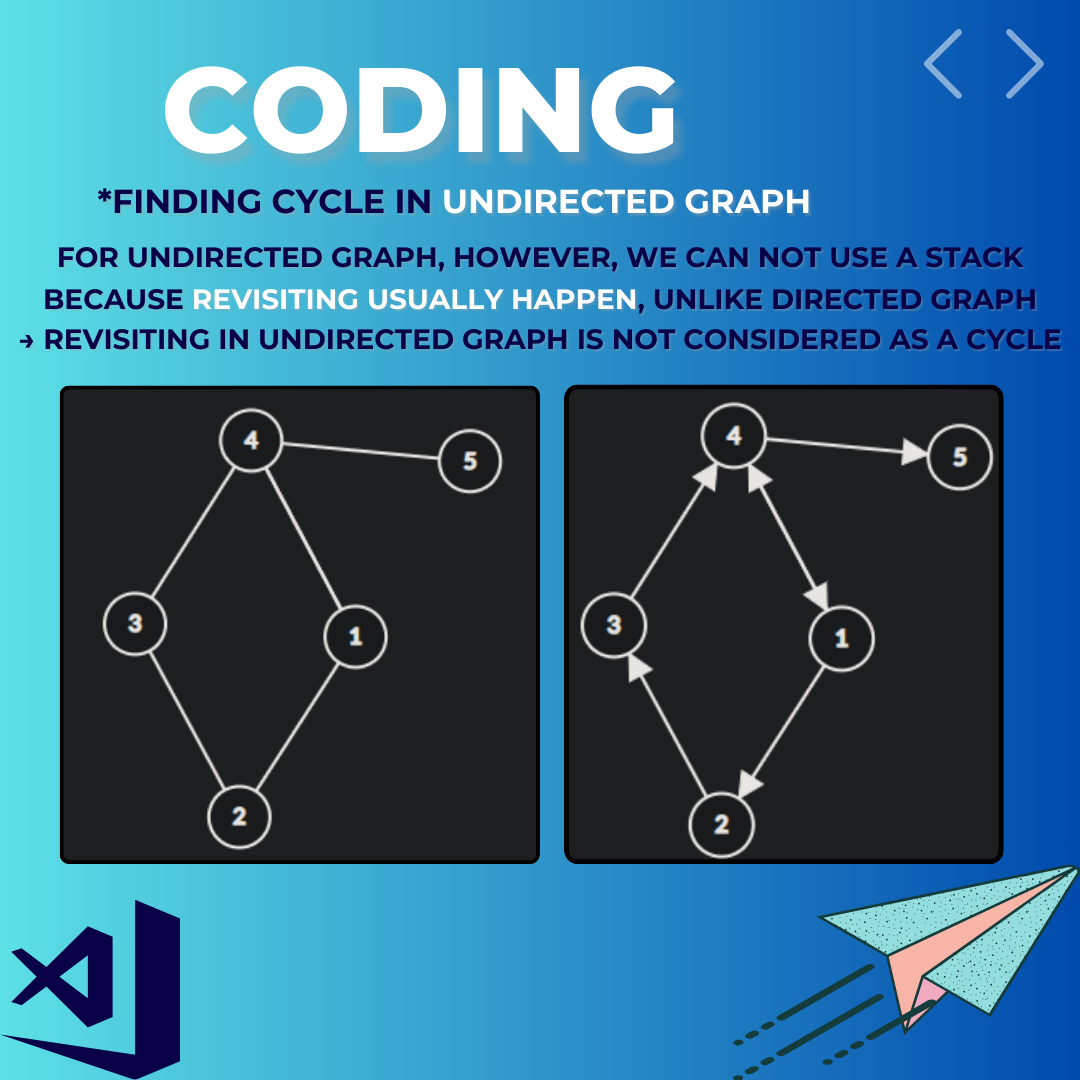 CODING
*FINDING CYCLE IN UNDIRECTED GRAPH
FOR UNDIRECTED GRAPH, HOWEVER, WE CAN NOT USE A STACK
BECAUSE REVISITING USUALLY HAPPEN, UNLIKE DIRECTED GRAPH
→ REVISITING IN UNDIRECTED GRAPH IS NOT CONSIDERED AS A CYCLE
4
5
3
1
2
4
5
3
1
2